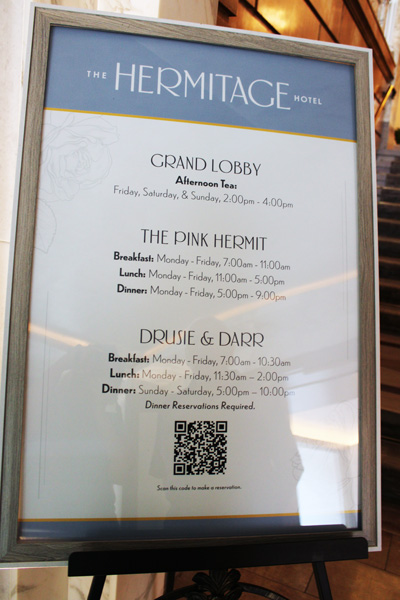 THE HERMITAGE HOTEL
GRAND LOBBY
Afternoon Tea:
Friday, Saturday, & Sunday, 2:00pm - 4:00pm
THE PINK HERMIT
Breakfast: Monday - Friday, 7:00am - 11:00am
Lunch: Monday - Friday, 11:00am - 5:00pm
Dinner: Monday - Friday, 5:00pm - 9:00pm
DRUSIE & DARR
Breakfast: Monday - Friday, 7:00am - 10:30am
Lunch: Monday - Friday, 11:30am – 2:00pm
Dinner: Sunday - Saturday, 5:00pm – 10:00pm
Dinner Reservations Required.
Scan this code to make a reservation.